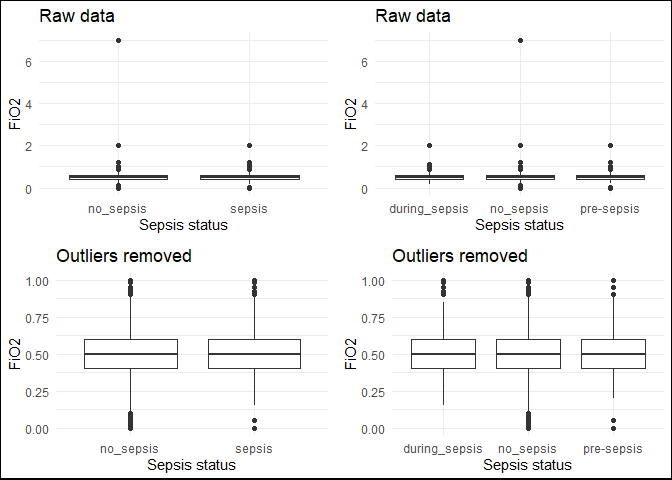 Raw data
FiO2
6
4
2
0
no_sepsis sepsis
Sepsis status
Raw data
FiO2
6
4
2
0
during_sepsis no_sepsis pre-sepsis
Sepsis status
Outliers removed
FiO2
1.00
0.75
0.50
0.25
0.00
no_sepsis sepsis
Sepsis status
Outliers removed
FiO2
1.00
0.75
0.50
0.25
0.00
during_sepsis no_sepsis pre-sepsis
Sepsis status